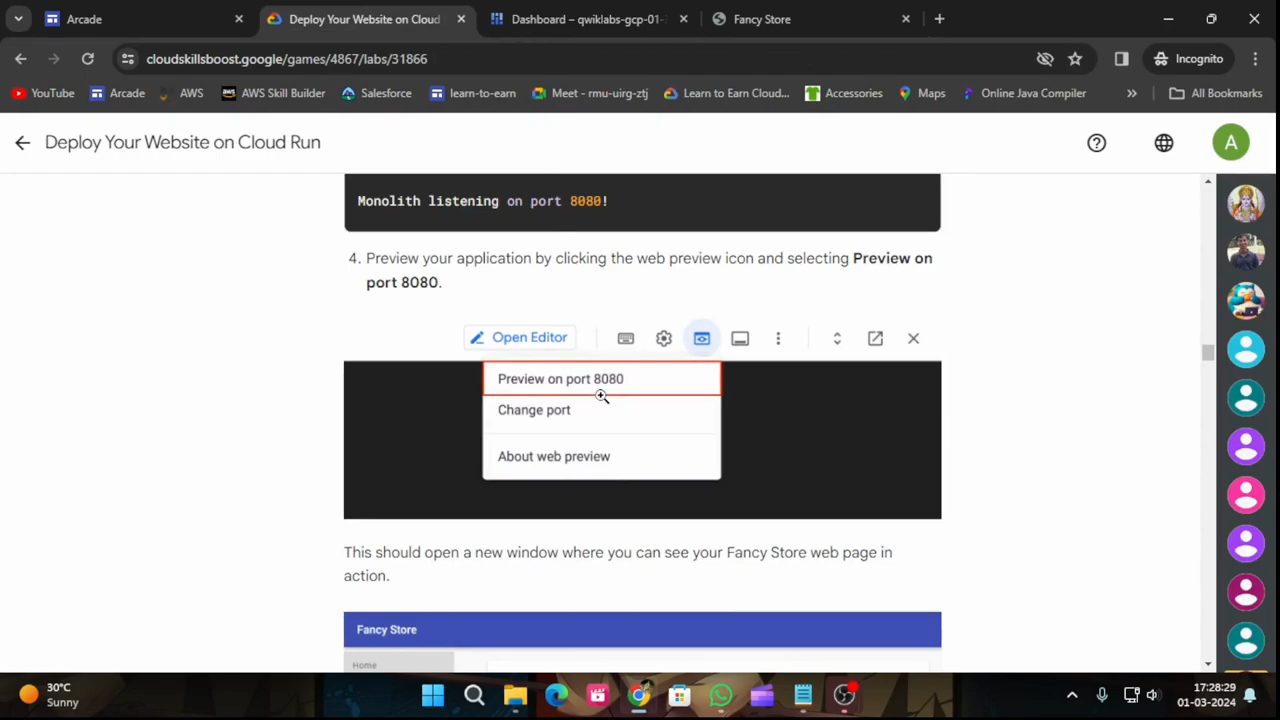 Arcade
Deploy Your Website on Cloud
Dashboard – qwiklabs-gcp-01-
Fancy Store
cloudskillsboost.google/games/4867/labs/31866
Incognito
YouTube
Arcade
AWS
AWS Skill Builder
Salesforce
learn-to-earn
Meet - rmu-uirg-ztj
Learn to Earn Cloud...
Accessories
Maps
Online Java Compiler
All Bookmarks
Deploy Your Website on Cloud Run
A
Monolith listening on port 8080!
4. Preview your application by clicking the web preview icon and selecting Preview on
port 8080.
Open Editor
Preview on port 8080
Change port
About web preview
This should open a new window where you can see your Fancy Store web page in
action.
Fancy Store
Home
30°C
Sunny
17:28:29
01-03-2024